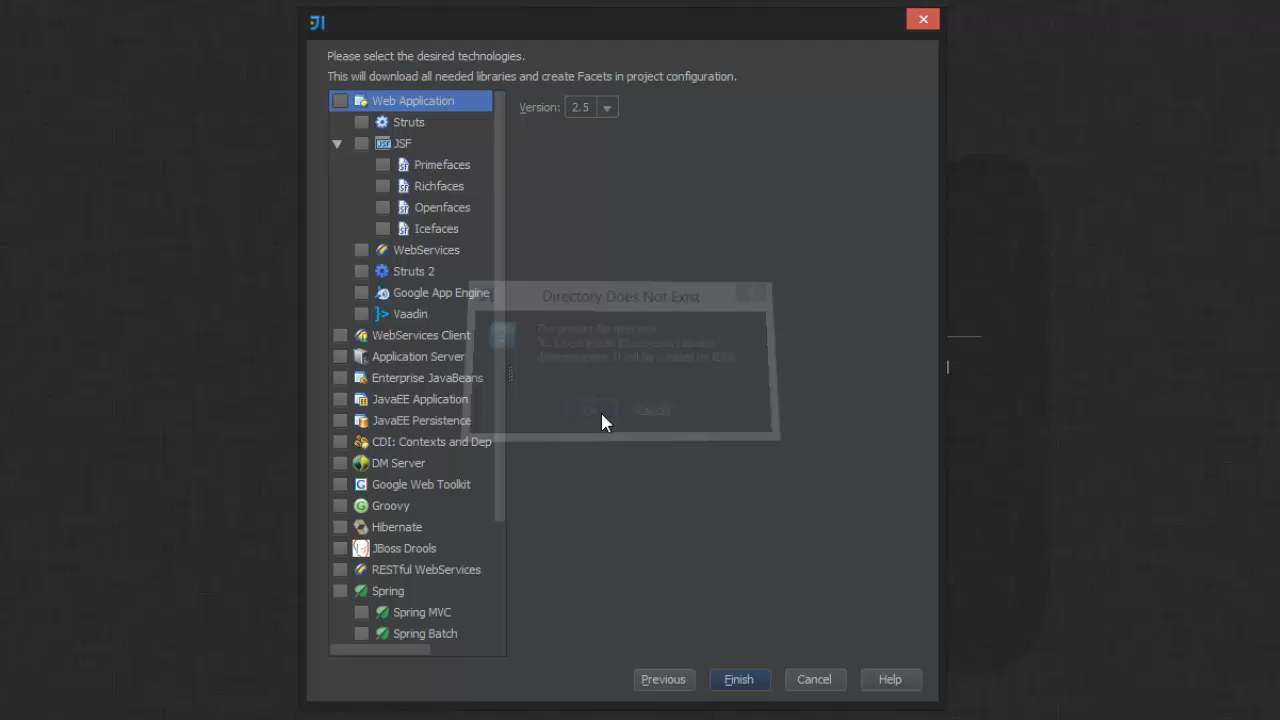 Please select the desired technologies.
This will download all needed libraries and create Facets in project configuration.
Web Application
Version: 2.5
Struts
JSF
Primefaces
Richfaces
Openfaces
Icefaces
WebServices
Struts 2
Google App Engine
Directory Does Not Exist
Vaadin
WebServices Client
Application Server
Enterprise JavaBeans
JavaEE Application
Cancel
JavaEE Persistence
CDI: Contexts and Dep
DM Server
Google Web Toolkit
Groovy
Hibernate
JBoss Drools
RESTful WebServices
Spring
Spring MVC
Spring Batch
Previous Finish Cancel Help